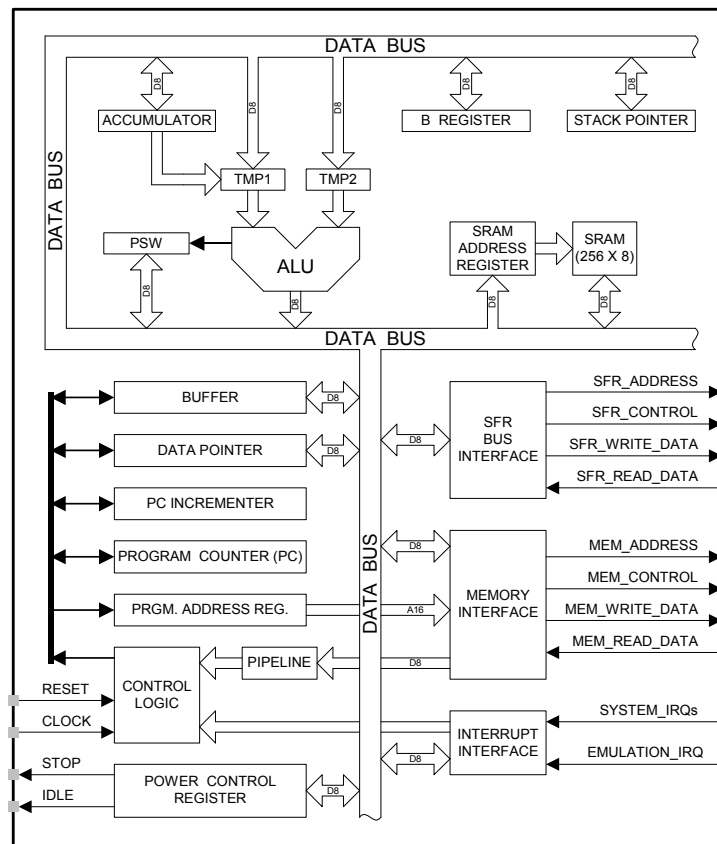 DATA BUS
D8
D8
D8
D8
D8
ACCUMULATOR
B REGISTER
STACK POINTER
DATA BUS
TMP1
TMP2
PSW
ALU
SRAM
ADDRESS
REGISTER
SRAM
(256 X 8)
D8
D8
D8
D8
DATA BUS
BUFFER
D8
DATA POINTER
D8
PC INCREMENTER
PROGRAM COUNTER (PC)
PRGM. ADDRESS REG.
A16
DATA BUS
D8
SFR
BUS
INTERFACE
SFR_ADDRESS
SFR_CONTROL
SFR_WRITE_DATA
SFR_READ_DATA
D8
MEMORY
INTERFACE
MEM_ADDRESS
MEM_CONTROL
MEM_WRITE_DATA
MEM_READ_DATA
CONTROL
LOGIC
PIPELINE
D8
RESET
CLOCK
INTERRUPT
INTERFACE
SYSTEM_IRQs
EMULATION_IRQ
D8
STOP
IDLE
POWER CONTROL
REGISTER
D8